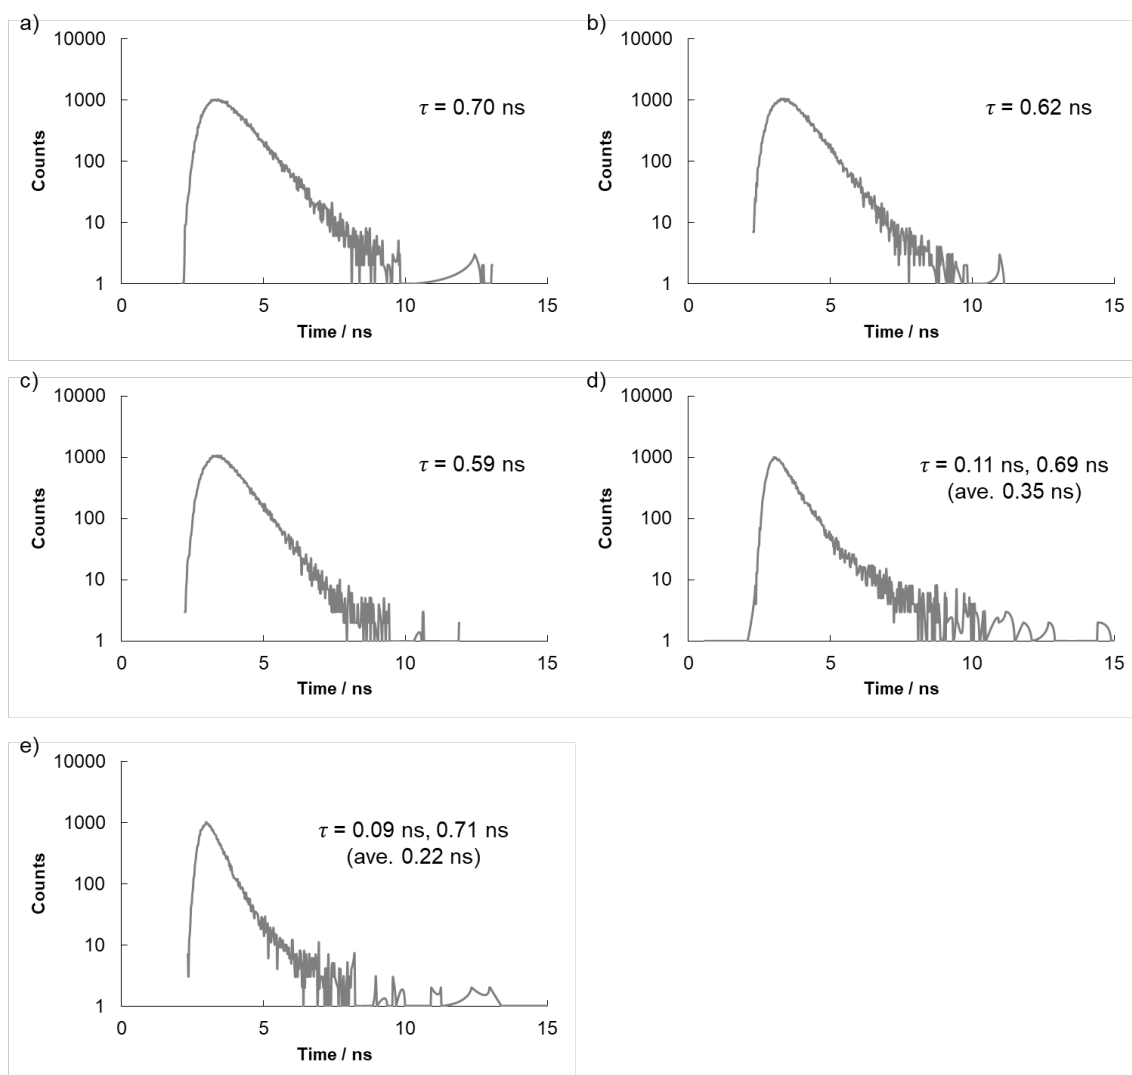 a)
10000
1000
100
10
1
Counts
τ = 0.70 ns
0 5 10 15
Time / ns
b)
10000
1000
100
10
1
Counts
τ = 0.62 ns
0 5 10 15
Time / ns
c)
10000
1000
100
10
1
Counts
τ = 0.59 ns
0 5 10 15
Time / ns
d)
10000
1000
100
10
1
Counts
τ = 0.11 ns, 0.69 ns
(ave. 0.35 ns)
0 5 10 15
Time / ns
e)
10000
1000
100
10
1
Counts
τ = 0.09 ns, 0.71 ns
(ave. 0.22 ns)
0 5 10 15
Time / ns